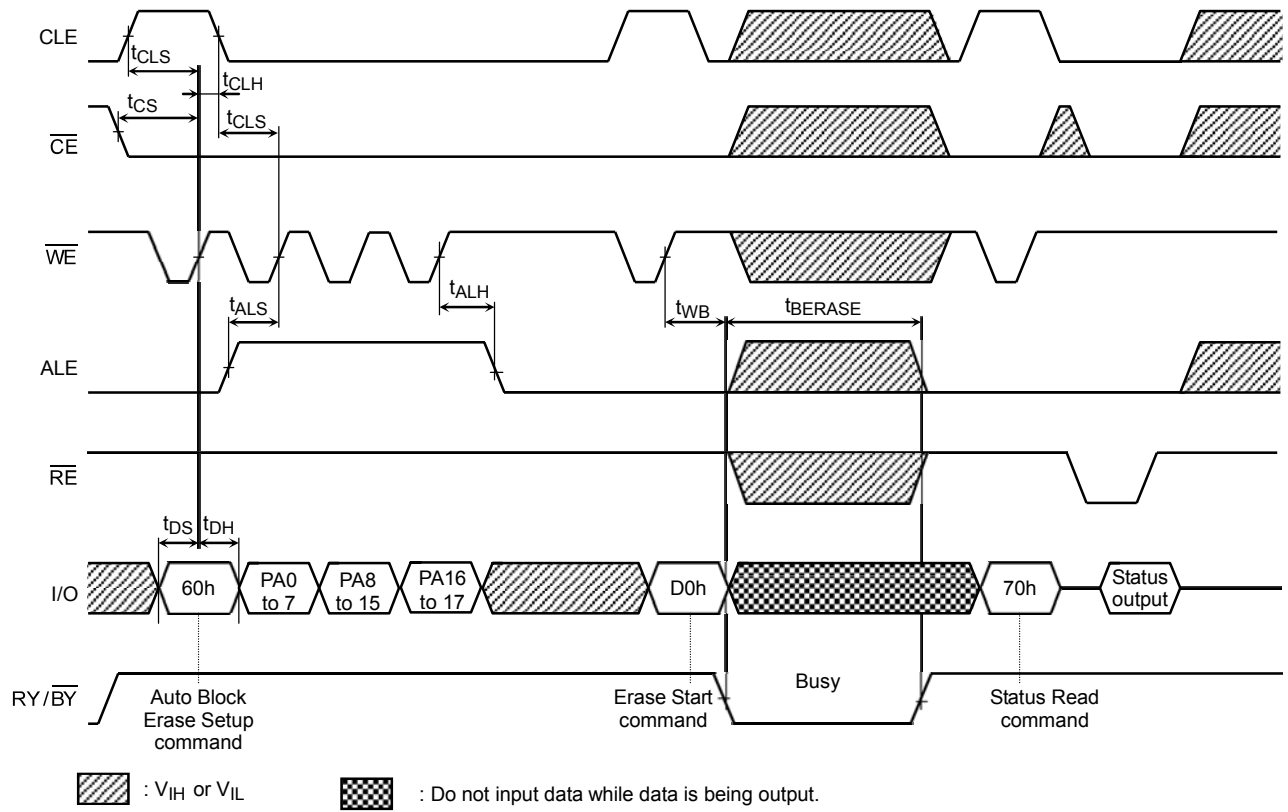 CLE
tCLS
tCLH
tCS
tCLS
CE
WE
tALS
tALH
tWB
tBERASE
ALE
RE
tDS
tDH
I/O
60h
PA0
to 7
PA8
to 15
PA16
to 17
D0h
70h
Status
output
RY/BY
Busy
Auto Block
Erase Setup
command
Erase Start
command
Status Read
command
: VIH or VIL
: Do not input data while data is being output.